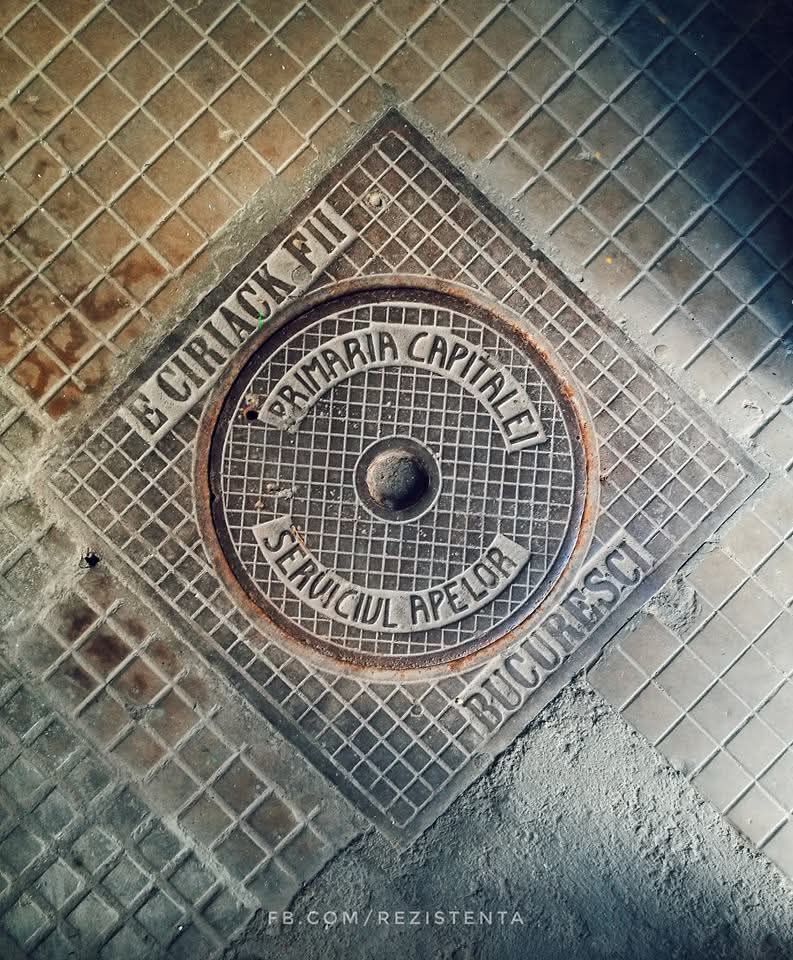 E CIRIACK FII
PRIMARIA CAPITALEI
SERVICIUL APELOR
BUCURESCI
FB.COM/REZISTENTA